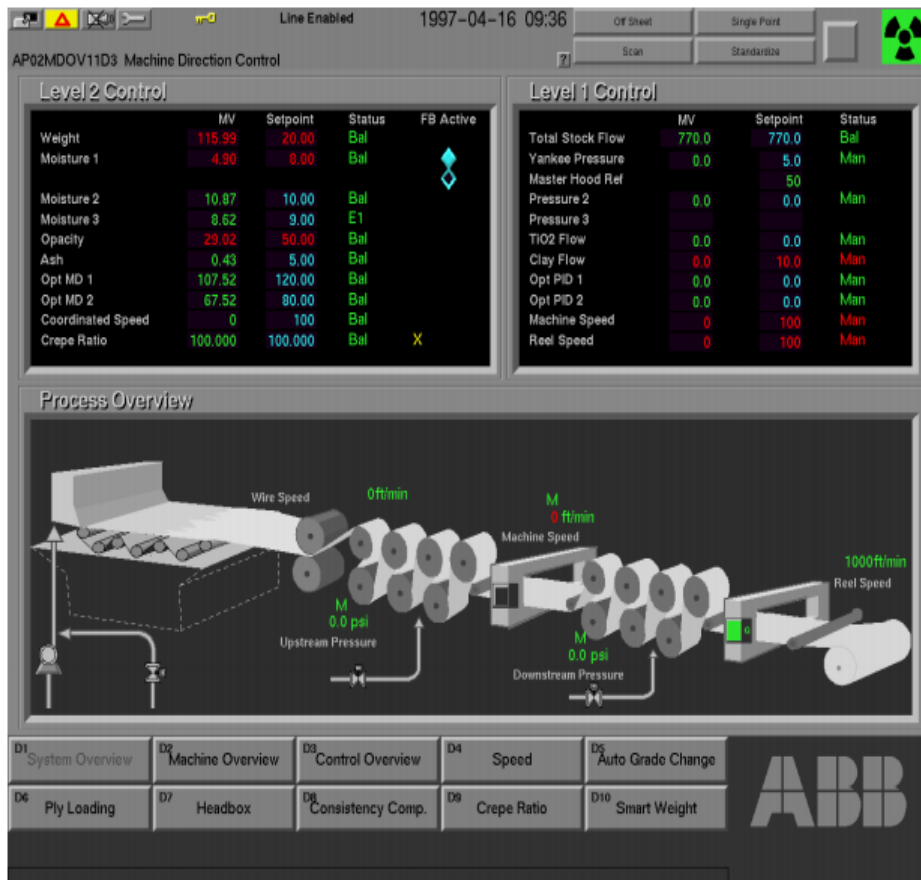 Line Enabled 1997-04-16 09:36 Off Sheet Single Point
AP02MDOV11D3 Machine Direction Control ? Scan Standardize
Level 2 Control
MV Setpoint Status FB Active
Weight 115.99 20.00 Bal
Moisture 1 4.90 8.00 Bal
Moisture 2 10.87 10.00 Bal
Moisture 3 8.62 9.00 E1
Opacity 29.02 50.00 Bal
Ash 0.43 5.00 Bal
Opt MD 1 107.52 120.00 Bal
Opt MD 2 67.52 80.00 Bal
Coordinated Speed 0 100 Bal
Crepe Ratio 100.000 100.000 Bal X
Level 1 Control
MV Setpoint Status
Total Stock Flow 770.0 770.0 Bal
Yankee Pressure 0.0 5.0 Man
Master Hood Ref 50
Pressure 2 0.0 0.0 Man
Pressure 3
TiO2 Flow 0.0 0.0 Man
Clay Flow 0.0 10.0 Man
Opt PID 1 0.0 0.0 Man
Opt PID 2 0.0 0.0 Man
Machine Speed 0 100 Man
Reel Speed 0 100 Man
Process Overview
Wire Speed 0ft/min
M
0 ft/min
Machine Speed
1000ft/min
Reel Speed
M
0.0 psi
Upstream Pressure
M
0.0 psi
Downstream Pressure
G
D1 System Overview D2 Machine Overview D3 Control Overview D4 Speed D5 Auto Grade Change
D6 Ply Loading D7 Headbox D8 Consistency Comp. D9 Crepe Ratio D10 Smart Weight
ABB